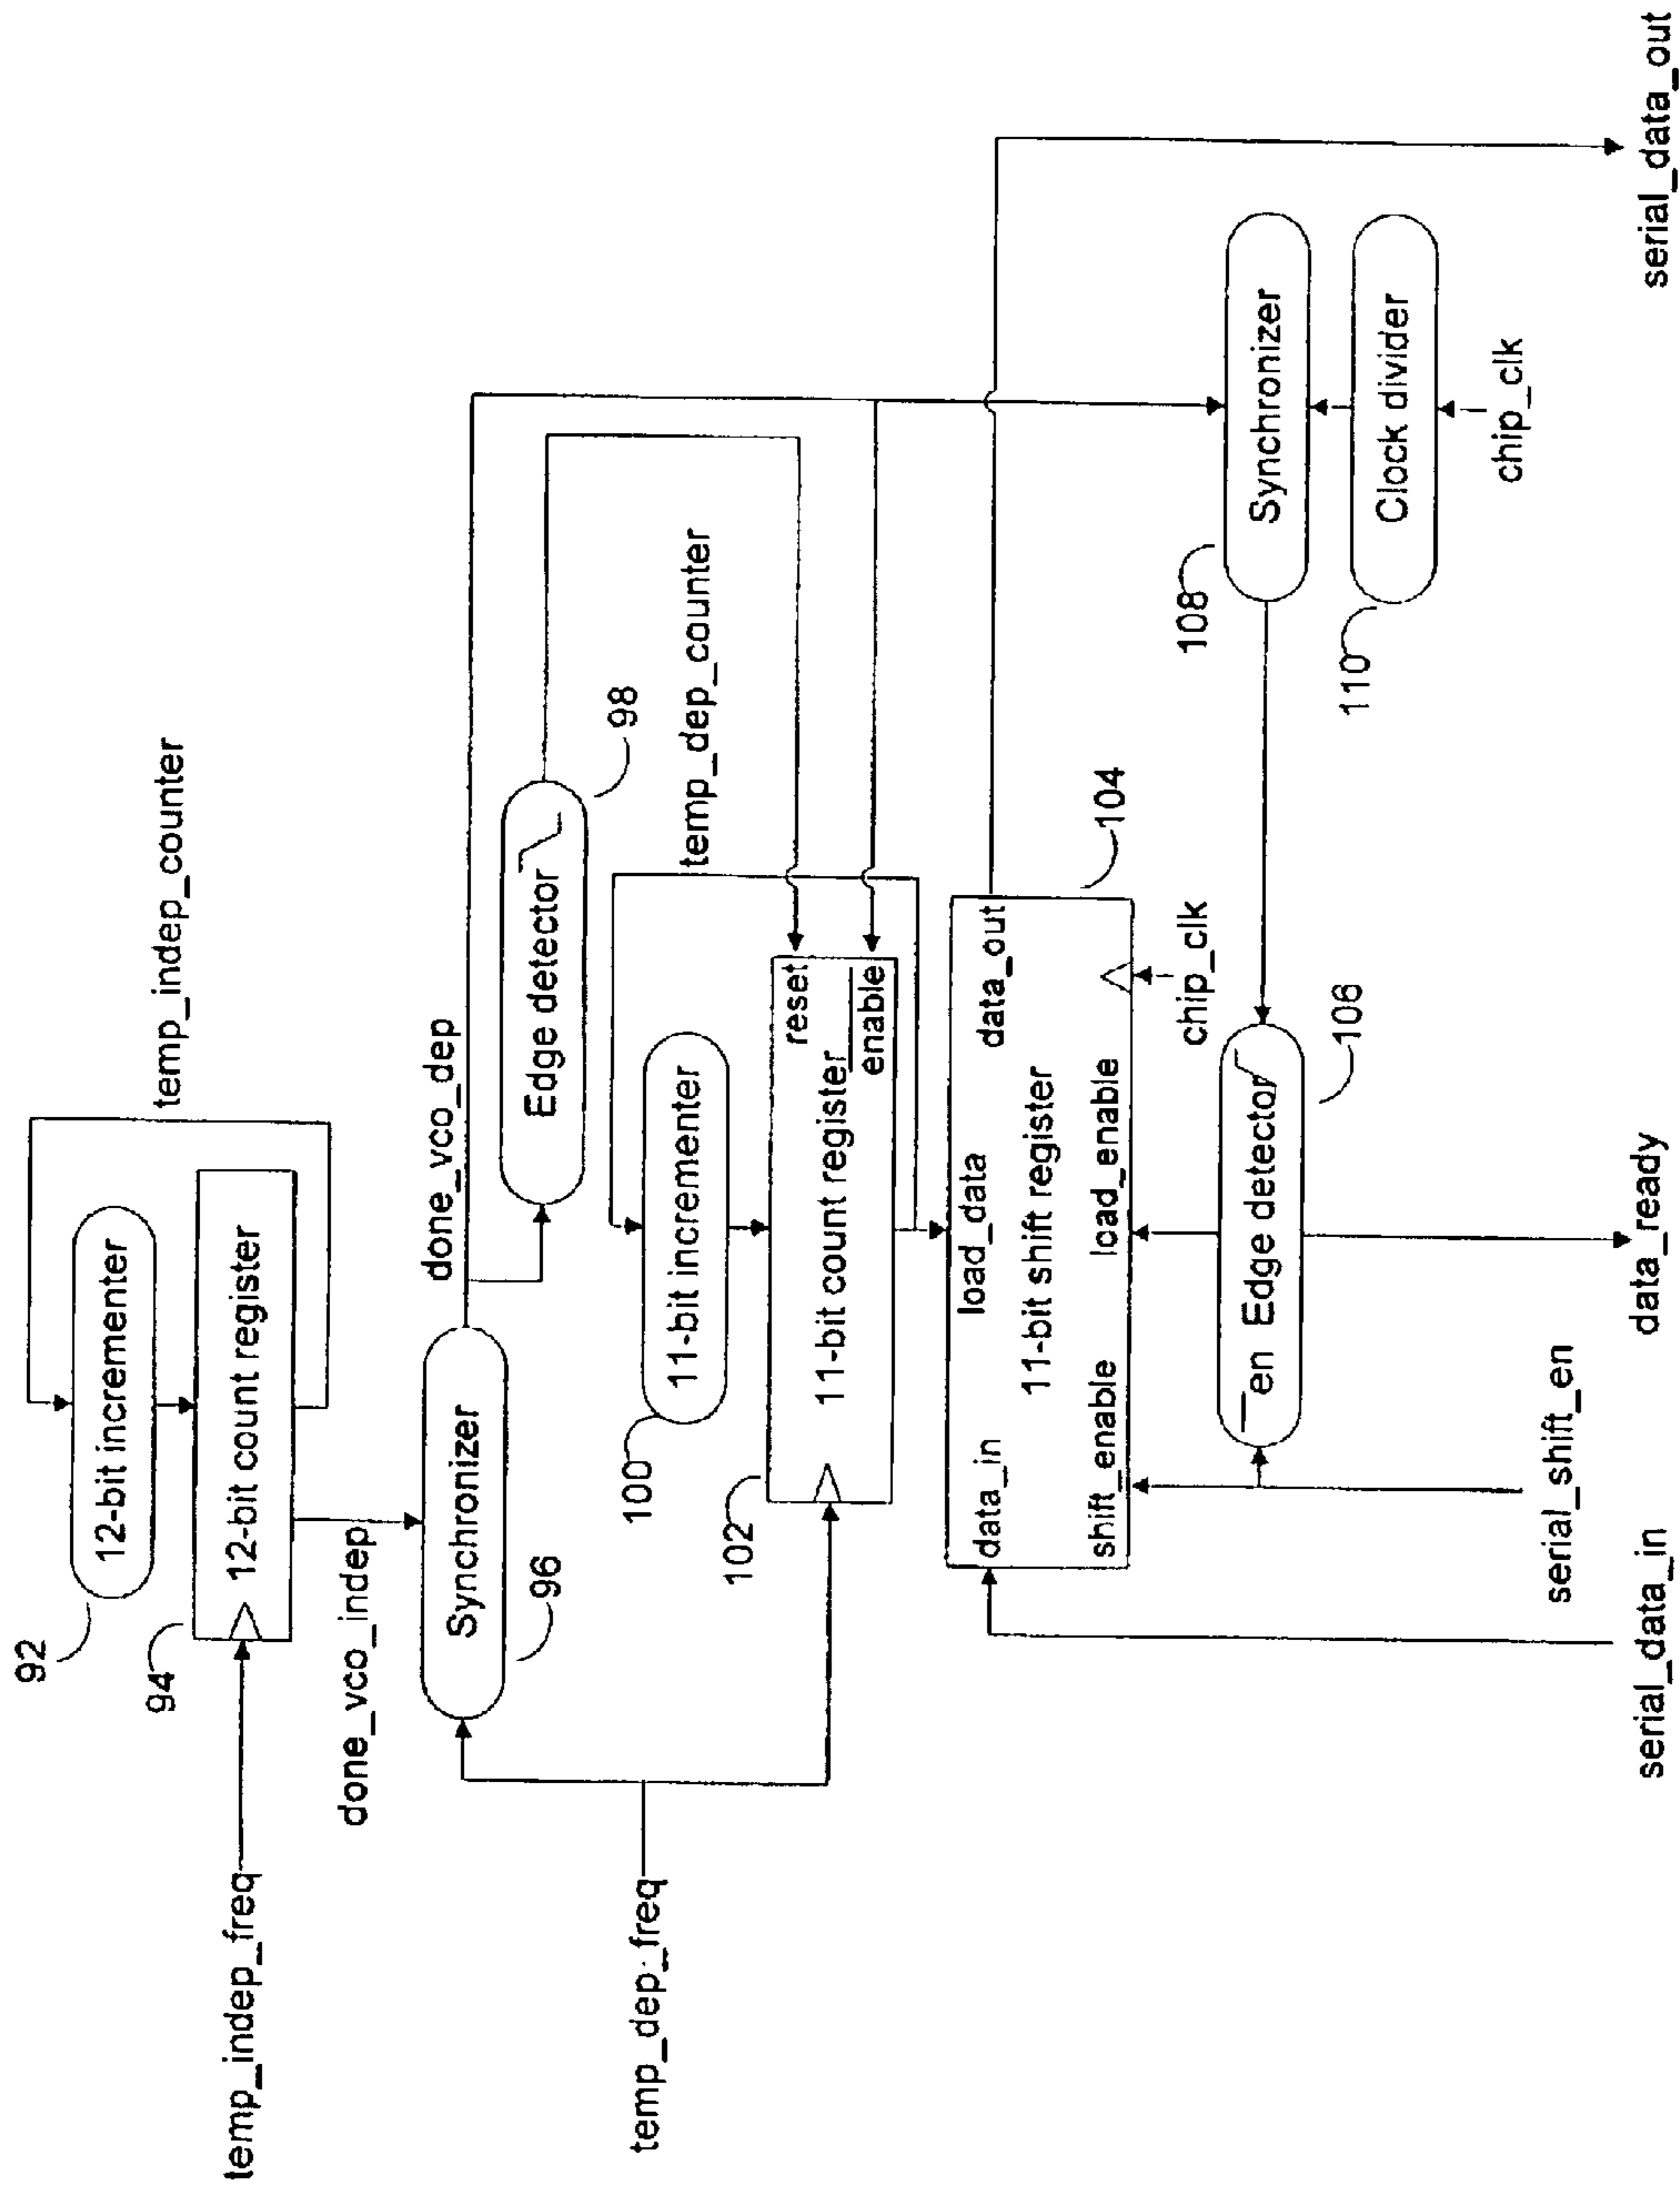 temp_indep_counter
12-bit incrementer
92
12-bit count register
94
temp_indep_freq
done_vco_indep
Synchronizer
96
done_vco_dep
Edge detector
98
temp_dep_counter
temp_dep_freq
11-bit incrementer
100
reset
11-bit count register
enable
102
data_in
load_data
data_out
11-bit shift register
shift_enable
load_enable
104
chip_clk
en Edge detector
106
Synchronizer
108
Clock divider
110
chip_clk
serial_data_in
serial_shift_en
data_ready
serial_data_out